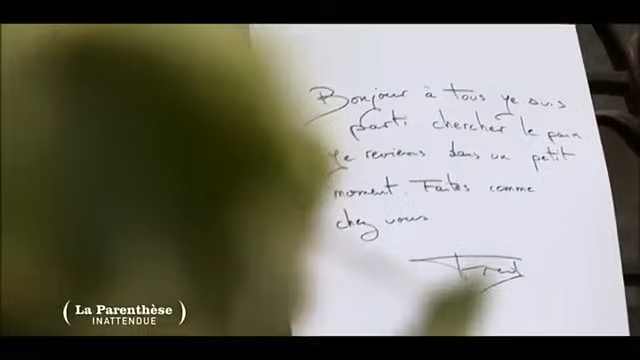 Bonjour à tous je suis
parti chercher le pain
je reviens dans un petit
moment. Faites comme
chez vous
Fred
( La Parenthèse )
INATTENDUE